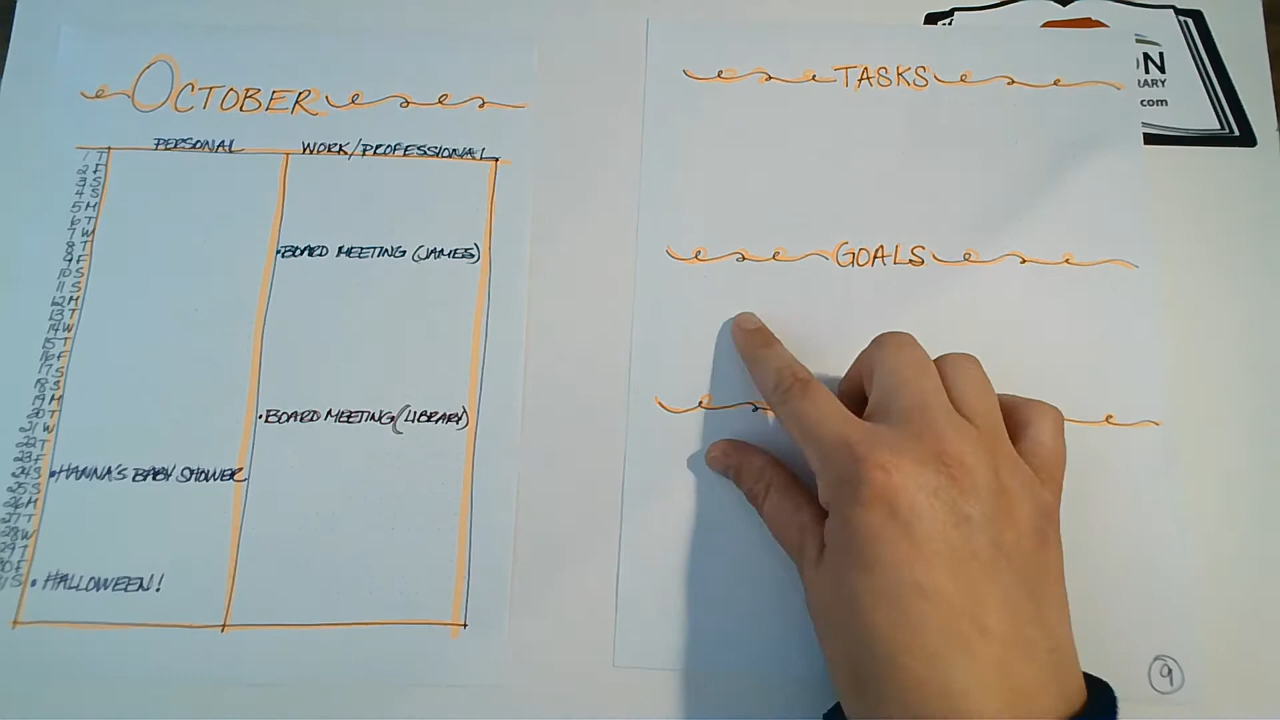 OCTOBER
PERSONAL WORK/PROFESSIONAL
1 T
2 F
3 S
4 S
5 M
6 T
7 W
8 T •BOARD MEETING (JAMES)
9 F
10 S
11 S
12 M
13 T
14 W
15 T
16 F
17 S
18 S
19 M
20 T •BOARD MEETING (LIBRARY)
21 W
22 T
23 F
24 S •HANNA'S BABY SHOWER
25 S
26 M
27 T
28 W
29 T
30 F
31 S • HALLOWEEN!
TASKS
GOALS
9
com